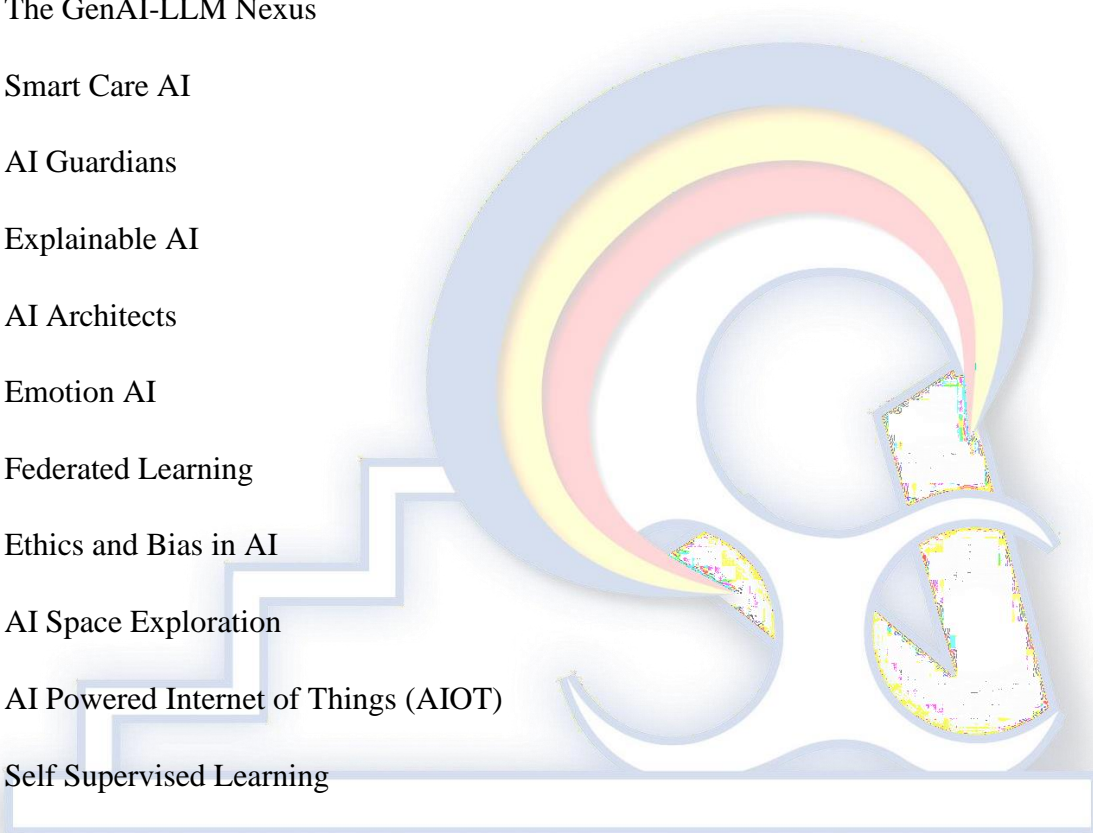 The GenAI-LLM Nexus
Smart Care AI
AI Guardians
Explainable AI
AI Architects
Emotion AI
Federated Learning
Ethics and Bias in AI
AI Space Exploration
AI Powered Internet of Things (AIOT)
Self Supervised Learning